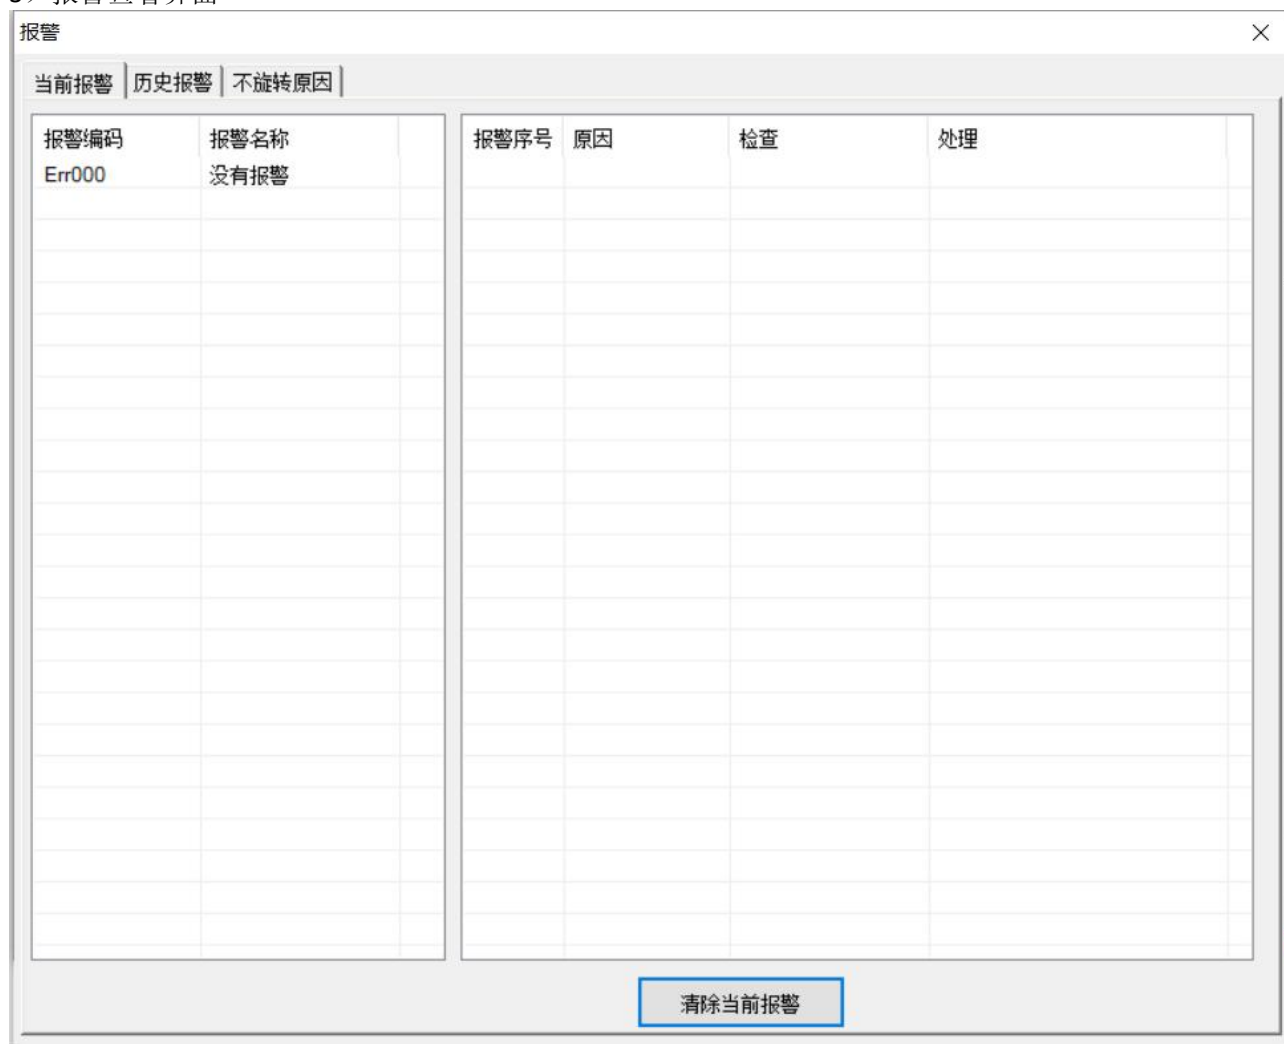 报警
当前报警 历史报警 不旋转原因
报警编码 报警名称 报警序号 原因 检查 处理
Err000 没有报警
清除当前报警